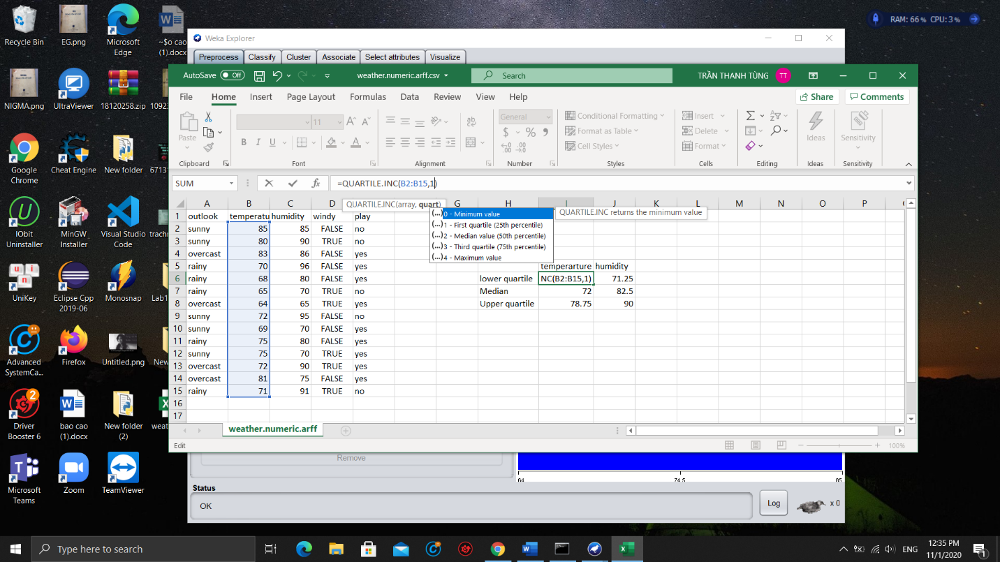 Recycle Bin
EG.png
Microsoft
Edge
~$o cao
(1).docx
RAM: 66% CPU: 3%
Weka Explorer
Preprocess Classify Cluster Associate Select attributes Visualize
AutoSave Off weather.numeric.arff.csv Search TRẦN THANH TÙNG TT
File Home Insert Page Layout Formulas Data Review View Help Share Comments
NIGMA.png
UltraViewer
18120258.zip
General
11
Conditional Formatting
Format as Table
Cell Styles
Insert
Delete
Format
Paste
Ideas
Sensitivity
Clipboard Font Alignment Number Styles Cells Editing Ideas Sensitivity
Google
Chrome
Cheat Engine
New folder
SUM =QUARTILE.INC(B2:B15,1)
QUARTILE.INC(array, quart)
0 - Minimum value
1 - First quartile (25th percentile)
2 - Median value (50th percentile)
3 - Third quartile (75th percentile)
4 - Maximum value
QUARTILE.INC returns the minimum value
A B C D G H I J K L M N O P
1 outlook temperatu humidity windy play
2 sunny 85 85 FALSE no
3 sunny 80 90 TRUE no
4 overcast 83 86 FALSE yes
5 rainy 70 96 FALSE yes temperarture humidity
6 rainy 68 80 FALSE yes lower quartile NC(B2:B15,1) 71.25
7 rainy 65 70 TRUE no Median 72 82.5
8 overcast 64 65 TRUE yes Upper quartile 78.75 90
9 sunny 72 95 FALSE no
10 sunny 69 70 FALSE yes
11 rainy 75 80 FALSE yes
12 sunny 75 70 TRUE yes
13 overcast 72 90 TRUE yes
14 overcast 81 75 FALSE yes
15 rainy 71 91 TRUE no
16
17
IObit
Uninstaller
MinGW
Installer
Visual Studio
Code
UniKey
Eclipse Cpp
2019-06
Monosnap
Advanced
SystemCa...
Firefox
Untitled.png
Driver
Booster 6
bao cao
(1).docx
New folder
(2)
weather.numeric.arff
Edit 100%
Remove
64 74.5 85
Status
OK
Log x 0
Microsoft
Teams
Zoom
TeamViewer
Type here to search
ENG
12:35 PM
11/1/2020